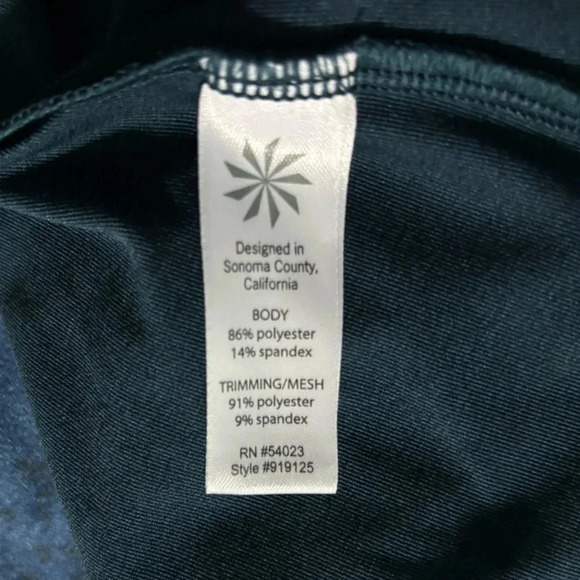 Designed in
Sonoma County,
California
BODY
86% polyester
14% spandex
TRIMMING/MESH
91% polyester
9% spandex
RN #54023
Style #919125